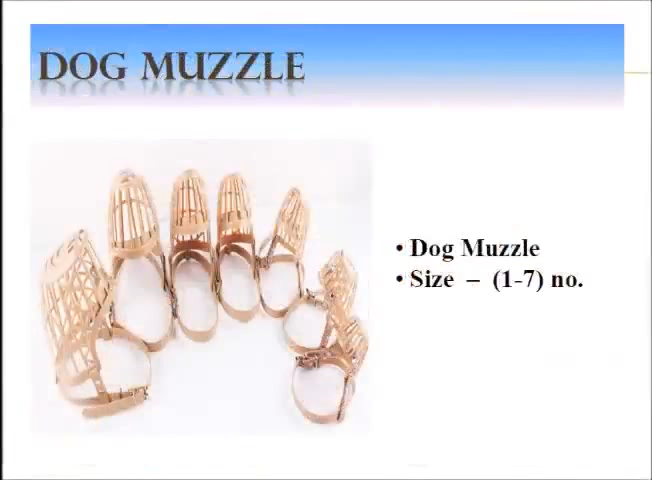 DOG MUZZLE
• Dog Muzzle
• Size – (1-7) no.